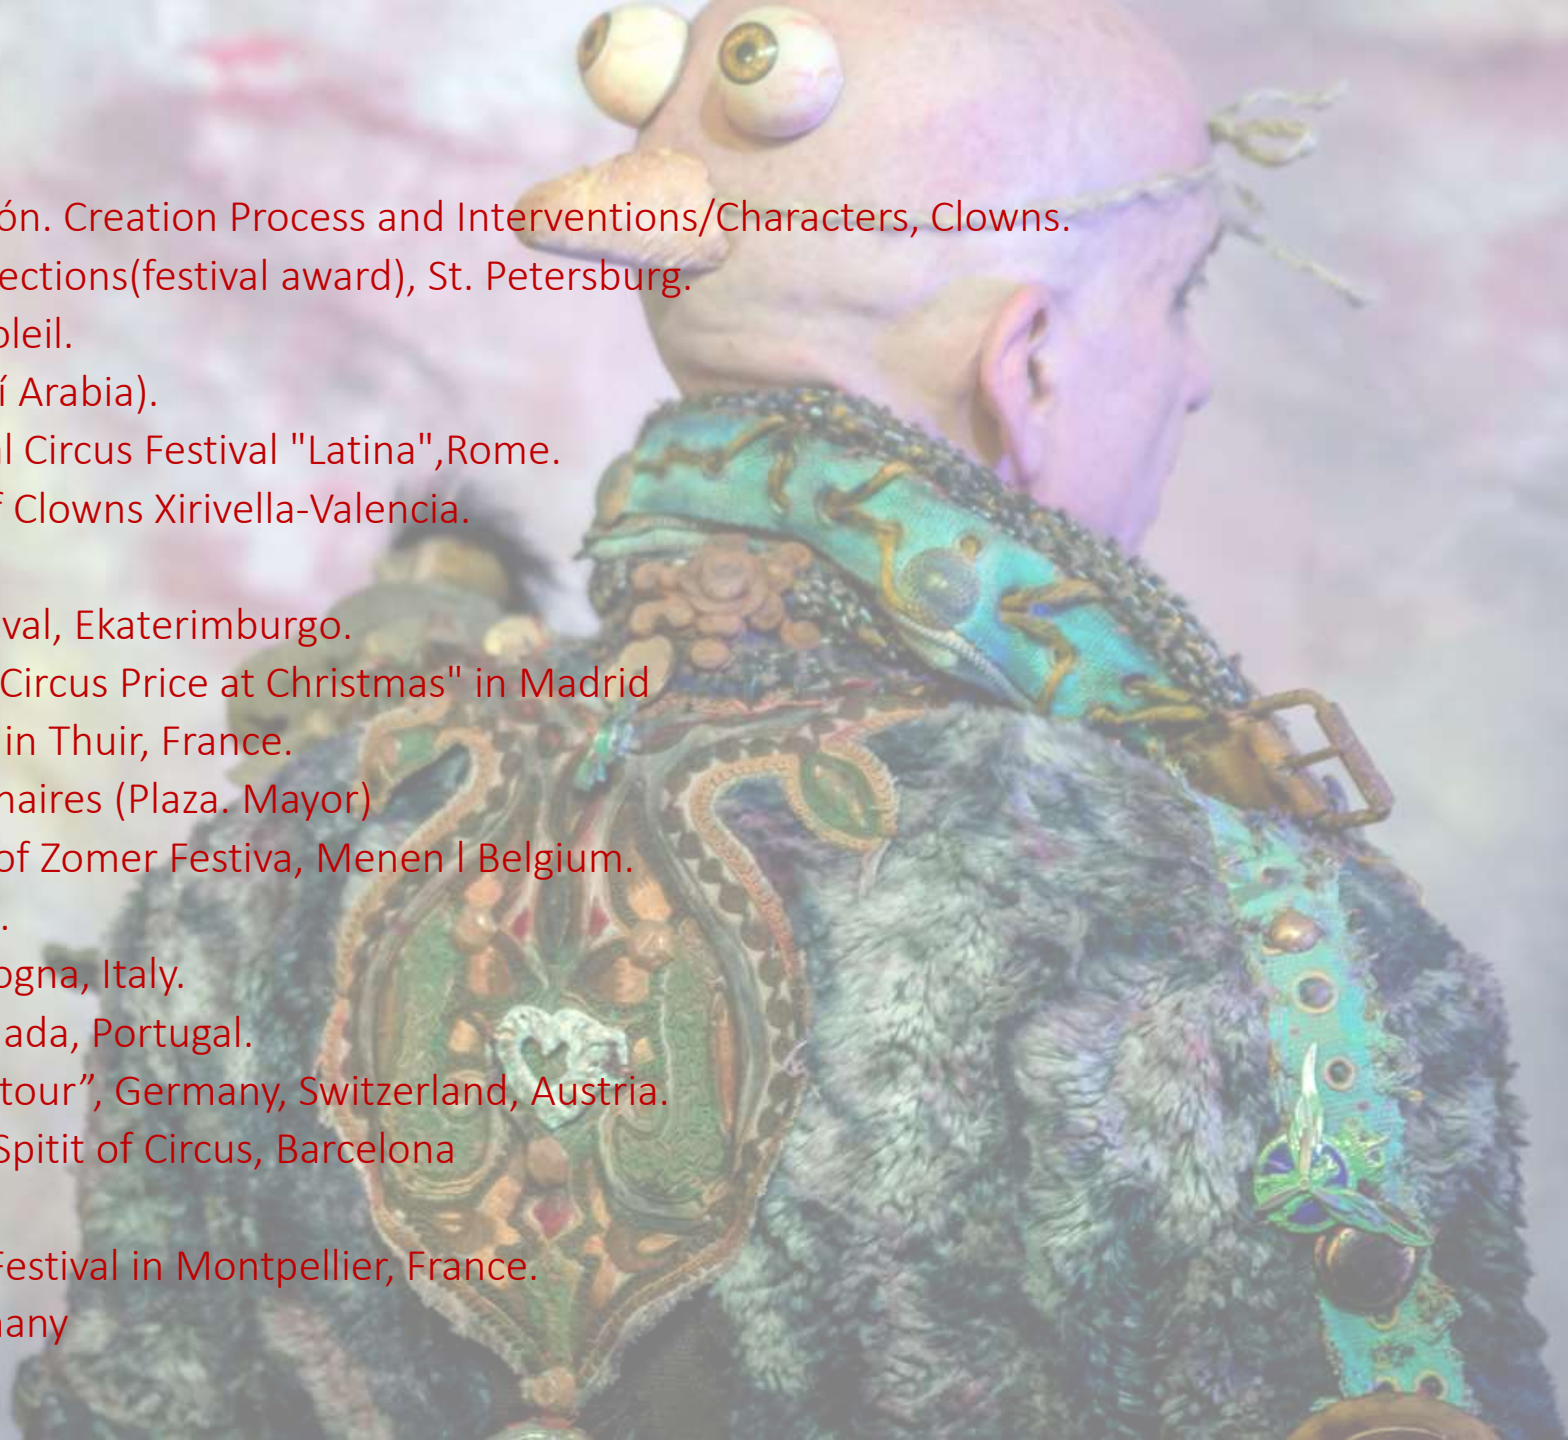 ón. Creation Process and Interventions/Characters, Clowns.
ections(festival award), St. Petersburg.
oleil.
í Arabia).
l Circus Festival "Latina",Rome.
f Clowns Xirivella-Valencia.
val, Ekaterimburgo.
Circus Price at Christmas" in Madrid
in Thuir, France.
naires (Plaza. Mayor)
of Zomer Festiva, Menen l Belgium.
.
ogna, Italy.
ada, Portugal.
tour”, Germany, Switzerland, Austria.
Spitit of Circus, Barcelona
Festival in Montpellier, France.
many